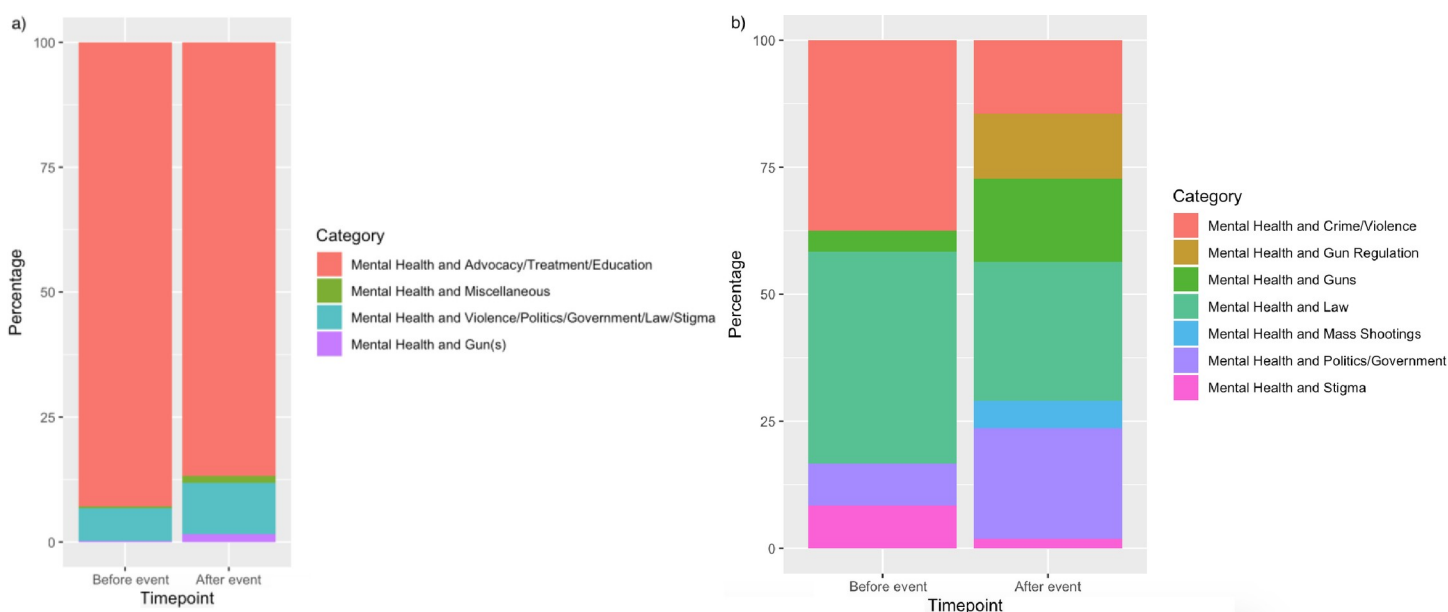 a)
100
75
50
25
0
Percentage
Before event
After event
Timepoint
Category
Mental Health and Advocacy/Treatment/Education
Mental Health and Miscellaneous
Mental Health and Violence/Politics/Government/Law/Stigma
Mental Health and Gun(s)
b)
100
75
50
25
0
Percentage
Before event
After event
Timepoint
Category
Mental Health and Crime/Violence
Mental Health and Gun Regulation
Mental Health and Guns
Mental Health and Law
Mental Health and Mass Shootings
Mental Health and Politics/Government
Mental Health and Stigma